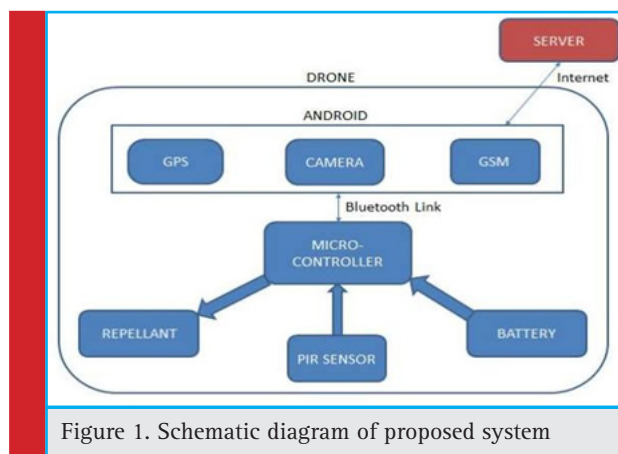 SERVER
Internet
DRONE
ANDROID
GPS
CAMERA
GSM
Bluetooth Link
MICRO-
CONTROLLER
REPELLANT
PIR SENSOR
BATTERY
Figure 1. Schematic diagram of proposed system